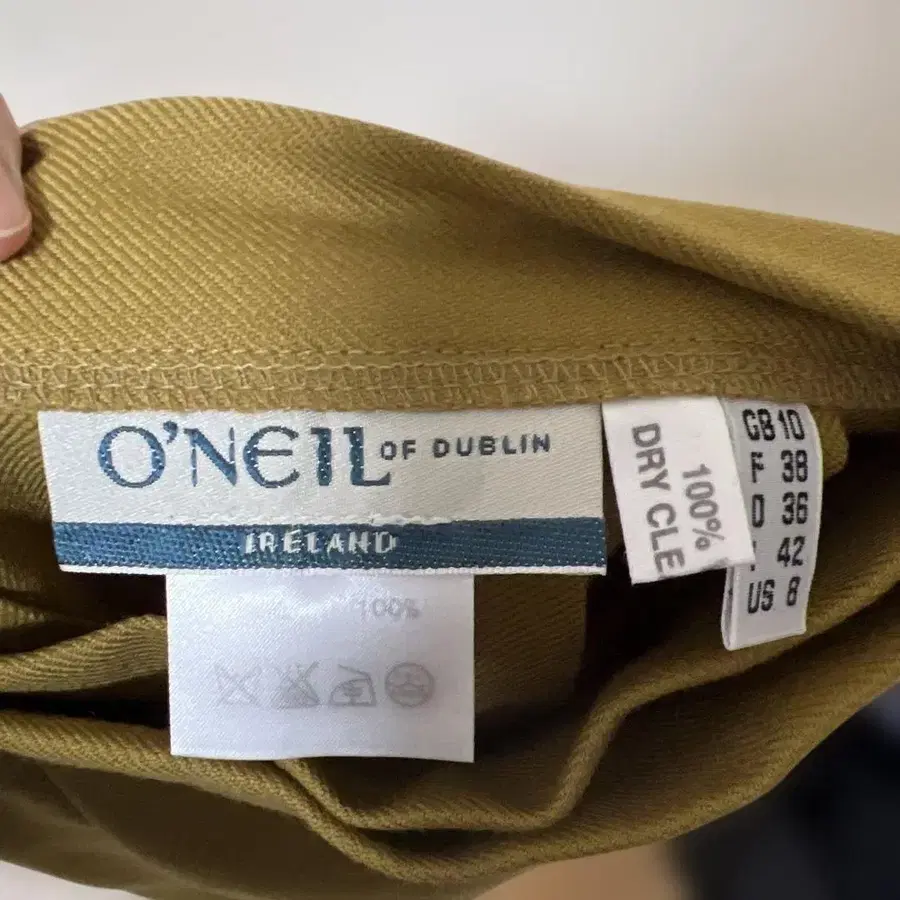 O'NEIL OF DUBLIN
IRELAND
100%
100%
DRY CLE
GB 10
F 38
D 36
42
US 8